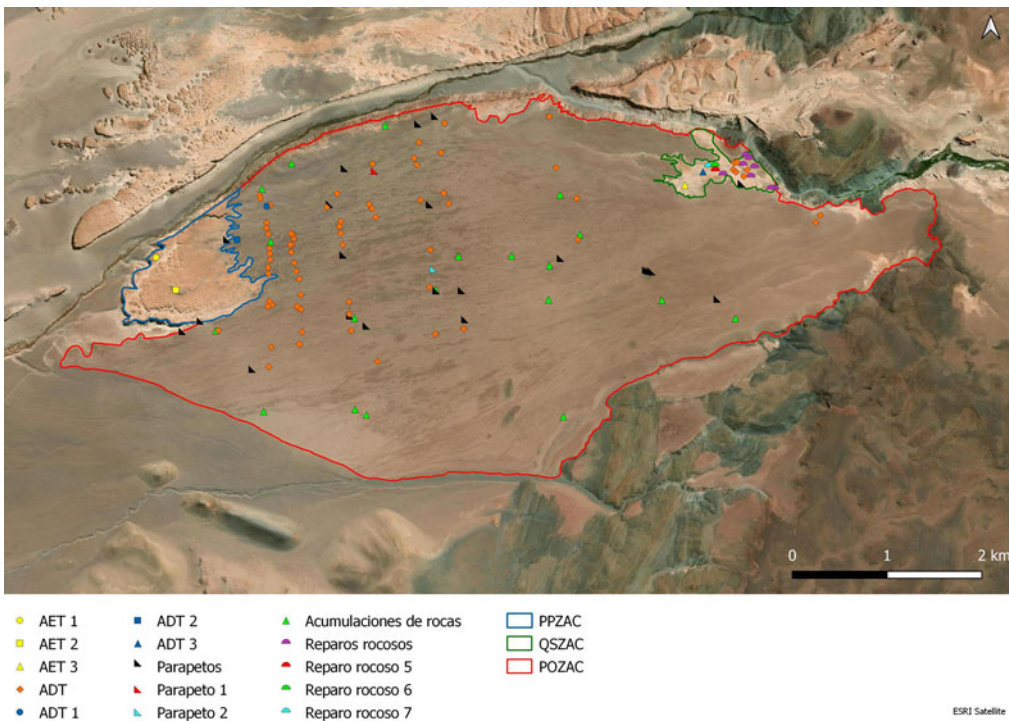 0 1 2 km
AET 1 ADT 2 Acumulaciones de rocas PPZAC
AET 2 ADT 3 Reparos rocosos QSZAC
AET 3 Parapetos Reparo rocoso 5 POZAC
ADT Parapeto 1 Reparo rocoso 6
ADT 1 Parapeto 2 Reparo rocoso 7
ESRI Satellite